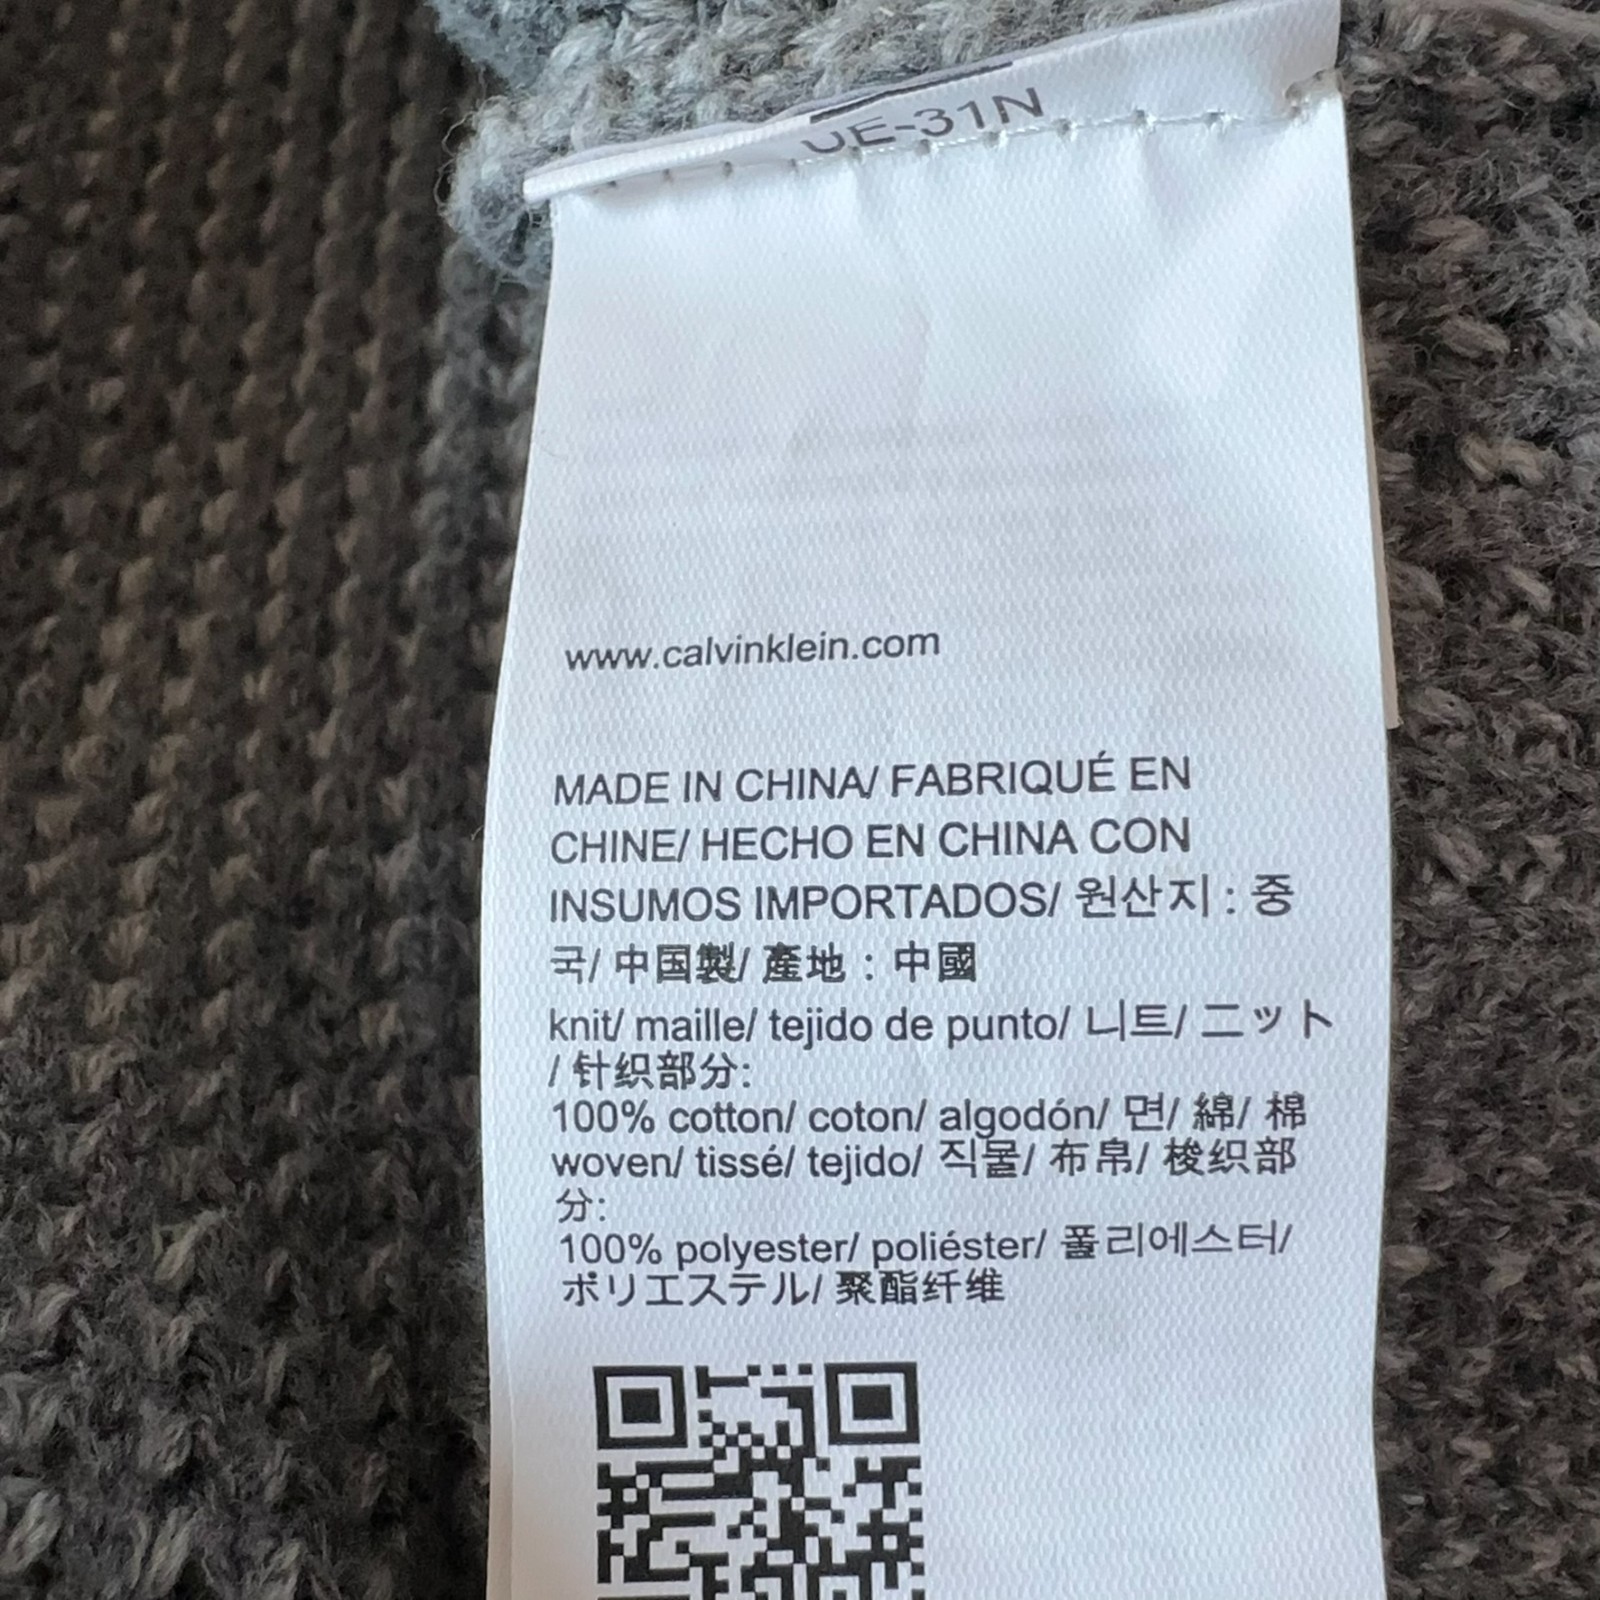 UE-31N
www.calvinklein.com
MADE IN CHINA/ FABRIQUÉ EN
CHINE/ HECHO EN CHINA CON
INSUMOS IMPORTADOS/ 원산지 : 중
국/ 中国製/ 產地 : 中國
knit/ maille/ tejido de punto/ 니트/ ニット
/ 针织部分:
100% cotton/ coton/ algodón/ 면/ 綿/ 棉
woven/ tissé/ tejido/ 직물/ 布帛/ 梭织部
分:
100% polyester/ poliéster/ 폴리에스터/
ポリエステル/ 聚酯纤维